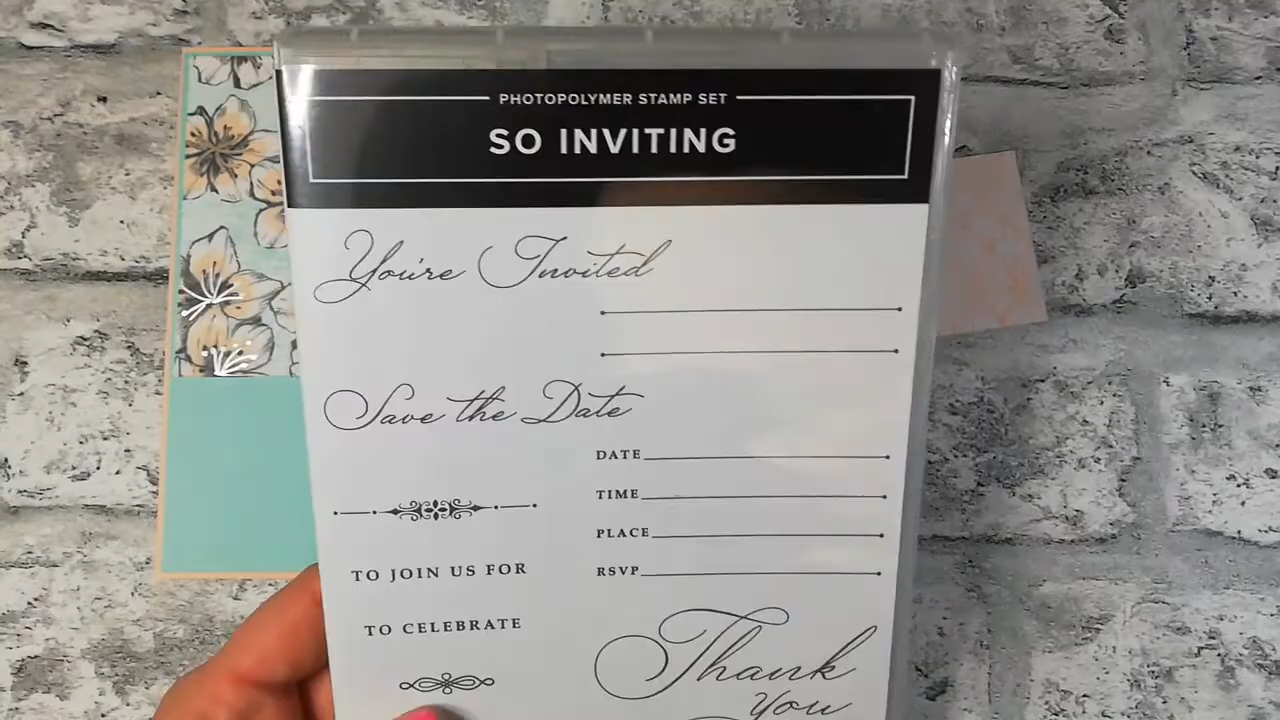 PHOTOPOLYMER STAMP SET
SO INVITING
You're Invited
Save the Date
DATE
TIME
PLACE
RSVP
TO JOIN US FOR
TO CELEBRATE
Thank
you